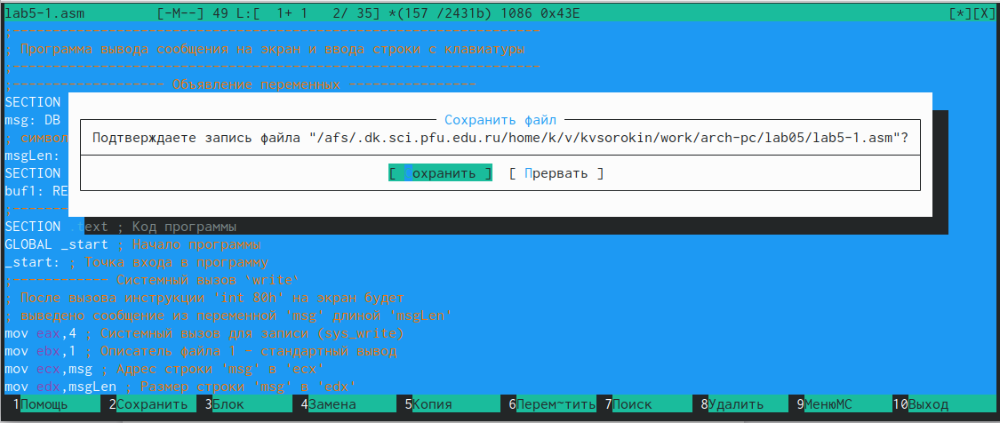 lab5-1.asm [-M--] 49 L:[ 1+ 1 2/ 35] *(157 /2431b) 1086 0x43E [*][X]
;---------------------------------------------------------------------
; Программа вывода сообщения на экран и ввода строки с клавиатуры
;---------------------------------------------------------------------
;------------------- Объявление переменных ----------------
SECTION
msg: DB
; символ
msgLen:
SECTION
buf1: RE
;-------
Сохранить файл
Подтверждаете запись файла "/afs/.dk.sci.pfu.edu.ru/home/k/v/kvsorokin/work/arch-pc/lab05/lab5-1.asm"?
[ Сохранить ] [ Прервать ]
SECTION .text ; Код программы
GLOBAL _start ; Начало программы
_start: ; Точка входа в программу
;------------ Системный вызов 'write'
; После вызова инструкции 'int 80h' на экран будет
; выведено сообщение из переменной 'msg' длиной 'msgLen'
mov eax,4 ; Системный вызов для записи (sys_write)
mov ebx,1 ; Описатель файла 1 - стандартный вывод
mov ecx,msg ; Адрес строки 'msg' в 'ecx'
mov edx,msgLen ; Размер строки 'msg' в 'edx'
1Помощь 2Сохранить 3Блок 4Замена 5Копия 6Перем~тить 7Поиск 8Удалить 9МенюМС 10Выход